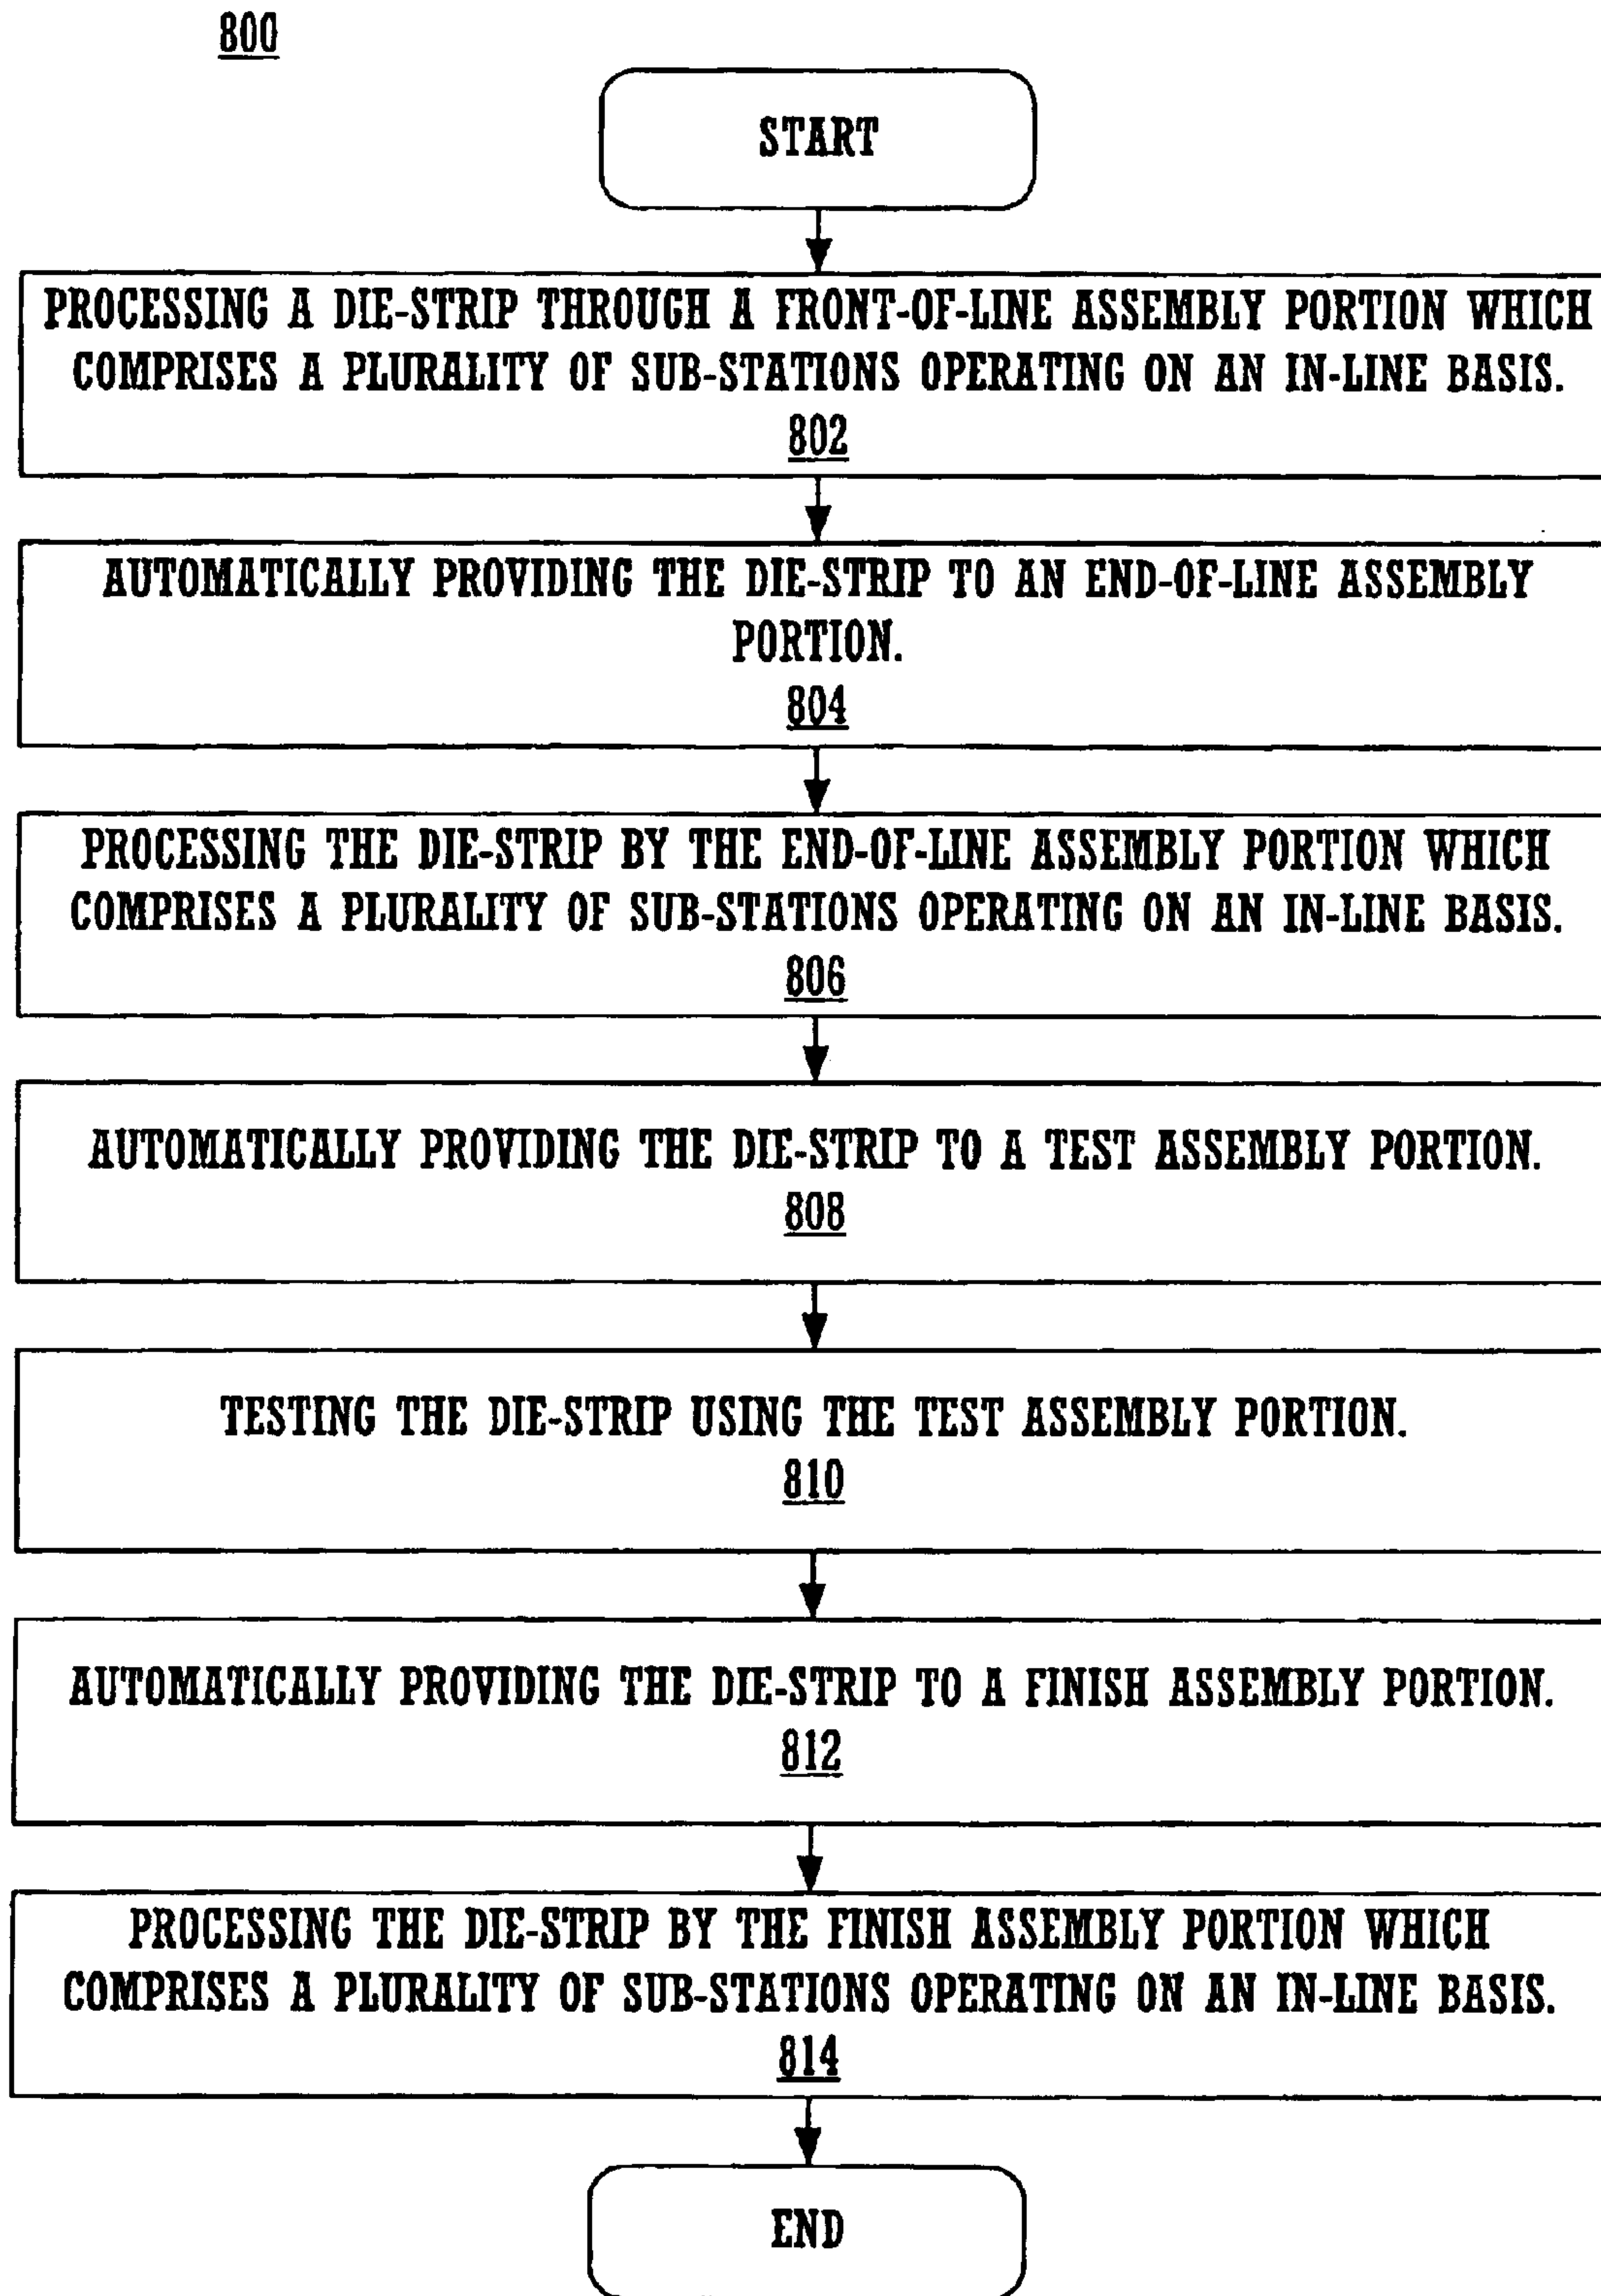 800
START
PROCESSING A DIE-STRIP THROUGH A FRONT-OF-LINE ASSEMBLY PORTION WHICH
COMPRISES A PLURALITY OF SUB-STATIONS OPERATING ON AN IN-LINE BASIS.
802
AUTOMATICALLY PROVIDING THE DIE-STRIP TO AN END-OF-LINE ASSEMBLY
PORTION.
804
PROCESSING THE DIE-STRIP BY THE END-OF-LINE ASSEMBLY PORTION WHICH
COMPRISES A PLURALITY OF SUB-STATIONS OPERATING ON AN IN-LINE BASIS.
806
AUTOMATICALLY PROVIDING THE DIE-STRIP TO A TEST ASSEMBLY PORTION.
808
TESTING THE DIE-STRIP USING THE TEST ASSEMBLY PORTION.
810
AUTOMATICALLY PROVIDING THE DIE-STRIP TO A FINISH ASSEMBLY PORTION.
812
PROCESSING THE DIE-STRIP BY THE FINISH ASSEMBLY PORTION WHICH
COMPRISES A PLURALITY OF SUB-STATIONS OPERATING ON AN IN-LINE BASIS.
814
END